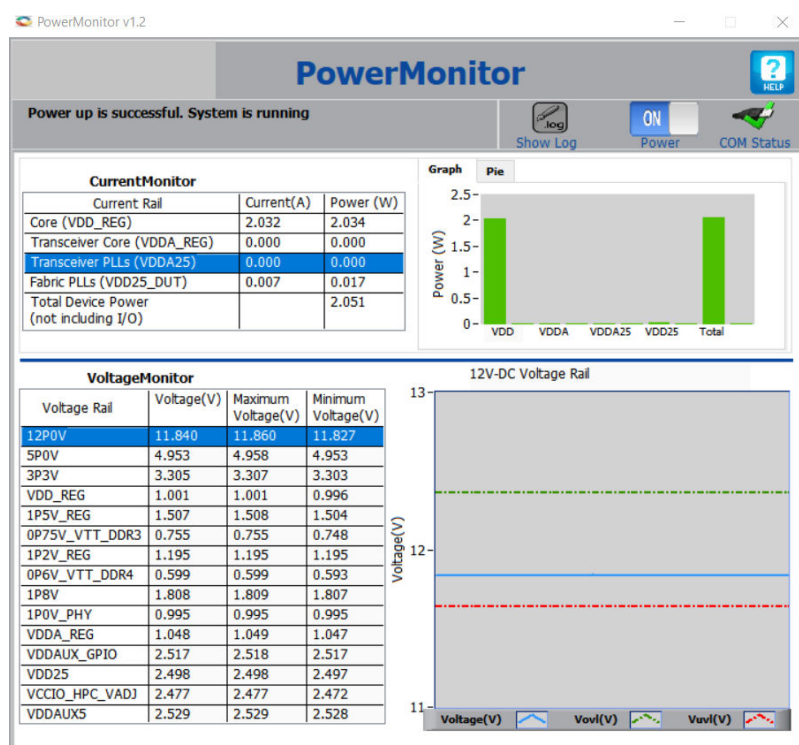 PowerMonitor v1.2
PowerMonitor
HELP
Power up is successful. System is running
.log
Show Log
ON
Power
COM Status
CurrentMonitor
Current Rail Current(A) Power (W)
Core (VDD_REG) 2.032 2.034
Transceiver Core (VDDA_REG) 0.000 0.000
Transceiver PLLs (VDDA25) 0.000 0.000
Fabric PLLs (VDD25_DUT) 0.007 0.017
Total Device Power 2.051
(not including I/O)
Graph Pie
Power (W)
2.5
2
1.5
1
0.5
0
VDD VDDA VDDA25 VDD25 Total
VoltageMonitor
Voltage Rail Voltage(V) Maximum Voltage(V) Minimum Voltage(V)
12P0V 11.840 11.860 11.827
5P0V 4.953 4.958 4.953
3P3V 3.305 3.307 3.303
VDD_REG 1.001 1.001 0.996
1P5V_REG 1.507 1.508 1.504
0P75V_VTT_DDR3 0.755 0.755 0.748
1P2V_REG 1.195 1.195 1.195
0P6V_VTT_DDR4 0.599 0.599 0.593
1P8V 1.808 1.809 1.807
1P0V_PHY 0.995 0.995 0.995
VDDA_REG 1.048 1.049 1.047
VDDAUX_GPIO 2.517 2.518 2.517
VDD25 2.498 2.498 2.497
VCCIO_HPC_VADJ 2.477 2.477 2.472
VDDAUX5 2.529 2.529 2.528
12V-DC Voltage Rail
Voltage(V)
13
12
11
Voltage(V) Vovl(V) Vuvl(V)